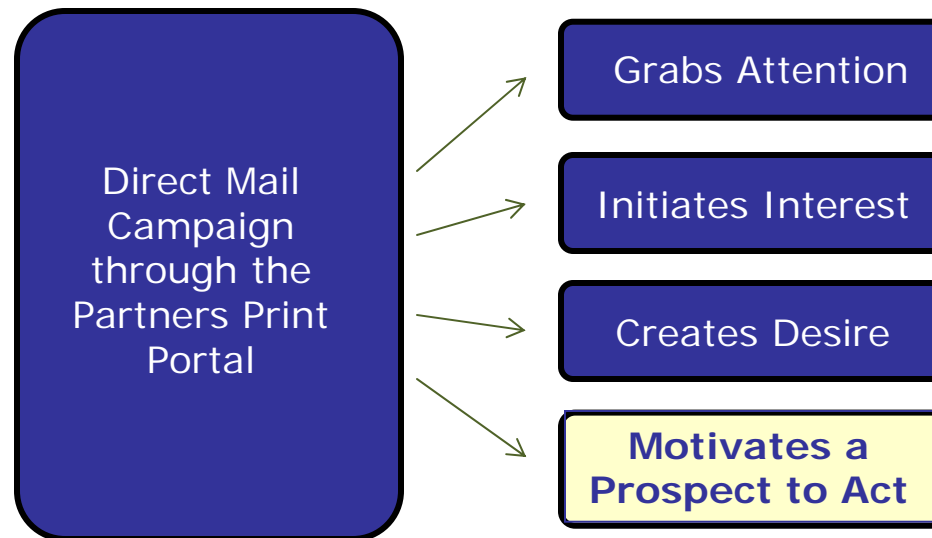 Direct Mail
Campaign
through the
Partners Print
Portal
Grabs Attention
Initiates Interest
Creates Desire
Motivates a
Prospect to Act